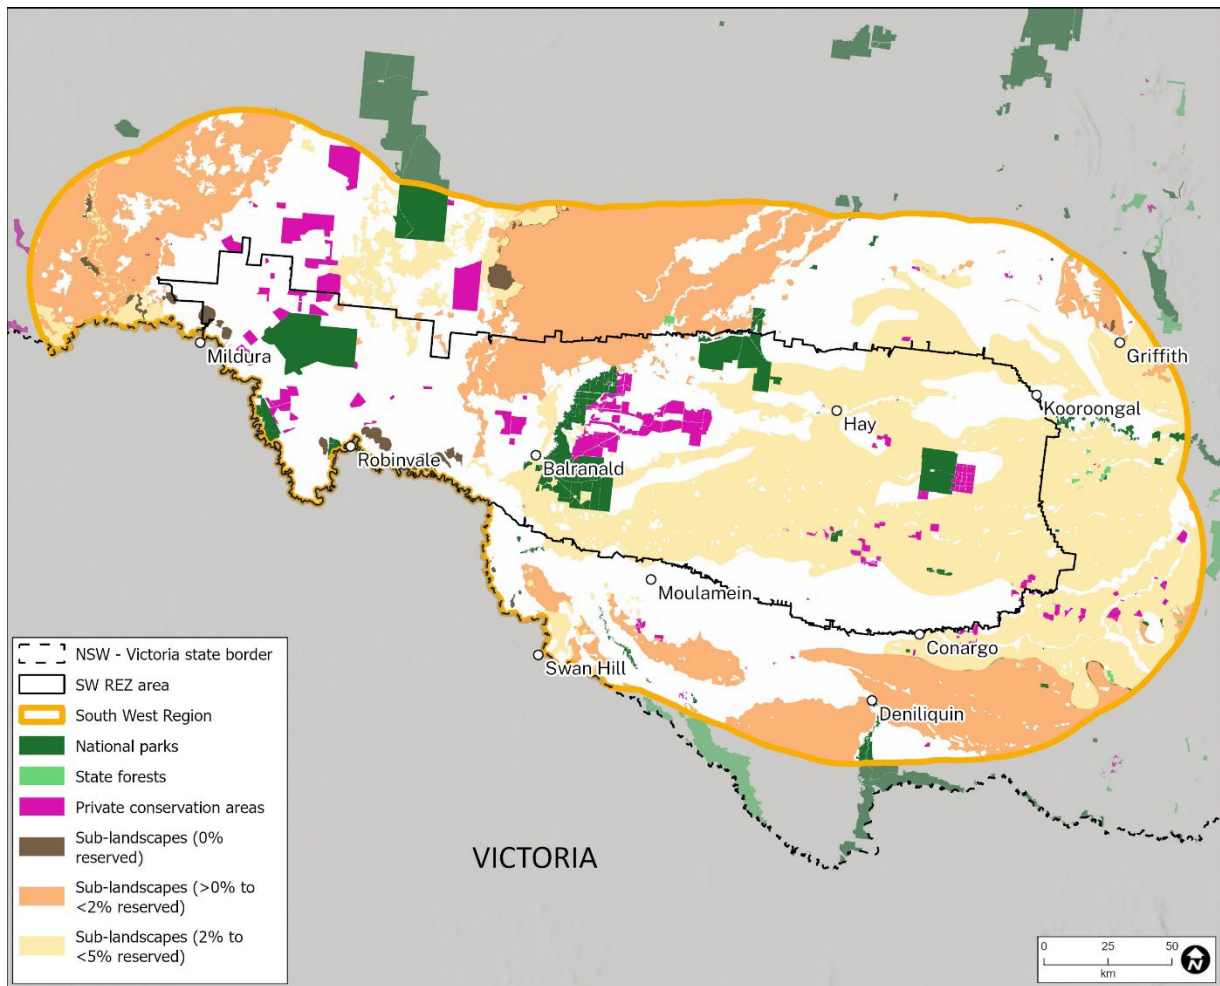 Mildura
Griffith
Kooroongal
Hay
Robinvale
Balranald
Moulamein
Conargo
Swan Hill
Deniliquin
VICTORIA
NSW - Victoria state border
SW REZ area
South West Region
National parks
State forests
Private conservation areas
Sub-landscapes (0%
reserved)
Sub-landscapes (>0% to
<2% reserved)
Sub-landscapes (2% to
<5% reserved)
0 25 50
km
N